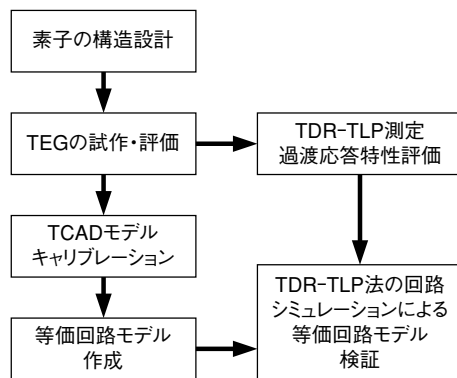 素子の構造設計
TEGの試作・評価
TDR-TLP測定
過渡応答特性評価
TCADモデル
キャリブレーション
等価回路モデル
作成
TDR-TLP法の回路
シミュレーションによる
等価回路モデル
検証